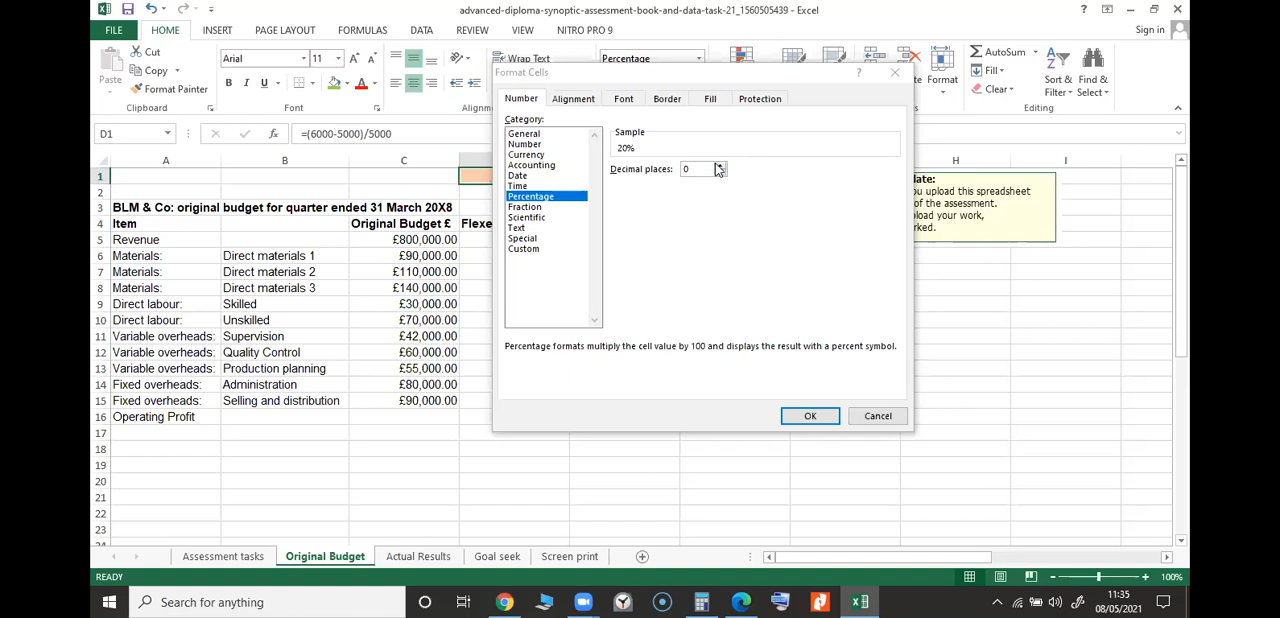 advanced-diploma-synoptic-assessment-book-and-data-task-21_1560505439 - Excel
FILE HOME INSERT PAGE LAYOUT FORMULAS DATA REVIEW VIEW NITRO PRO 9 Sign in
Cut
Copy
Format Painter
Paste
Arial 11
Wrap Text
Percentage
Format
AutoSum
Fill
Clear
Sort & Filter
Find & Select
Clipboard Font Alignm Editing
D1 fx =(6000-5000)/5000
A B C H I
1
2
3 BLM & Co: original budget for quarter ended 31 March 20X8
4 Item Original Budget £ Flexe
5 Revenue £800,000.00
6 Materials: Direct materials 1 £90,000.00
7 Materials: Direct materials 2 £110,000.00
8 Materials: Direct materials 3 £140,000.00
9 Direct labour: Skilled £30,000.00
10 Direct labour: Unskilled £70,000.00
11 Variable overheads: Supervision £42,000.00
12 Variable overheads: Quality Control £60,000.00
13 Variable overheads: Production planning £55,000.00
14 Fixed overheads: Administration £80,000.00
15 Fixed overheads: Selling and distribution £90,000.00
16 Operating Profit
17
18
19
20
21
22
23
Format Cells
Number Alignment Font Border Fill Protection
Category:
General
Number
Currency
Accounting
Date
Time
Percentage
Fraction
Scientific
Text
Special
Custom
Sample
20%
Decimal places: 0
Percentage formats multiply the cell value by 100 and displays the result with a percent symbol.
OK Cancel
date:
you upload this spreadsheet
of the assessment.
pload your work,
rked.
Assessment tasks Original Budget Actual Results Goal seek Screen print
READY 100%
Search for anything
11:35
08/05/2021